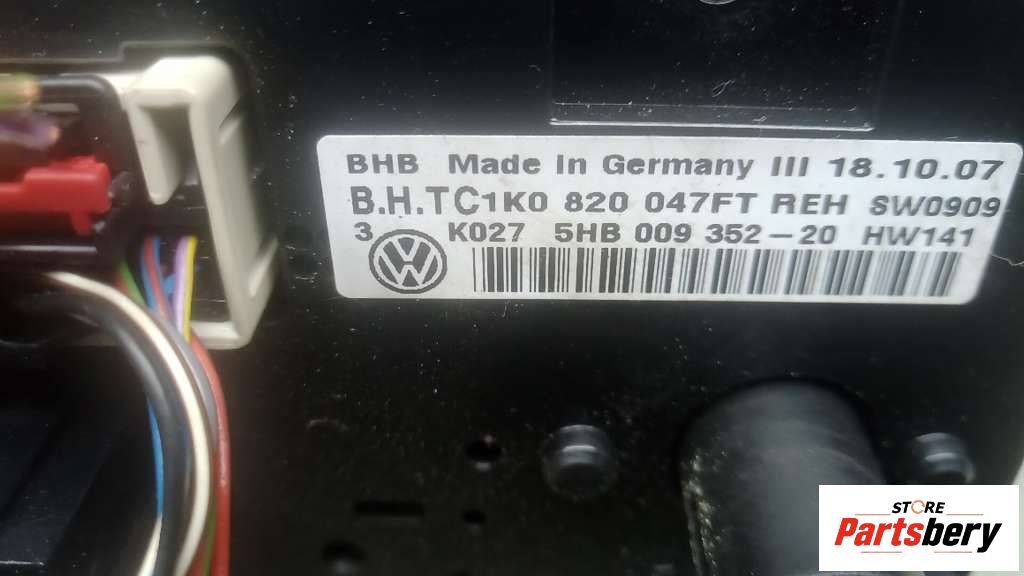 BHB Made In Germany III 18.10.07
B.H.TC1K0 820 047FT REH SW0909
3 K027 5HB 009 352-20 HW141
STORE
Partsbery